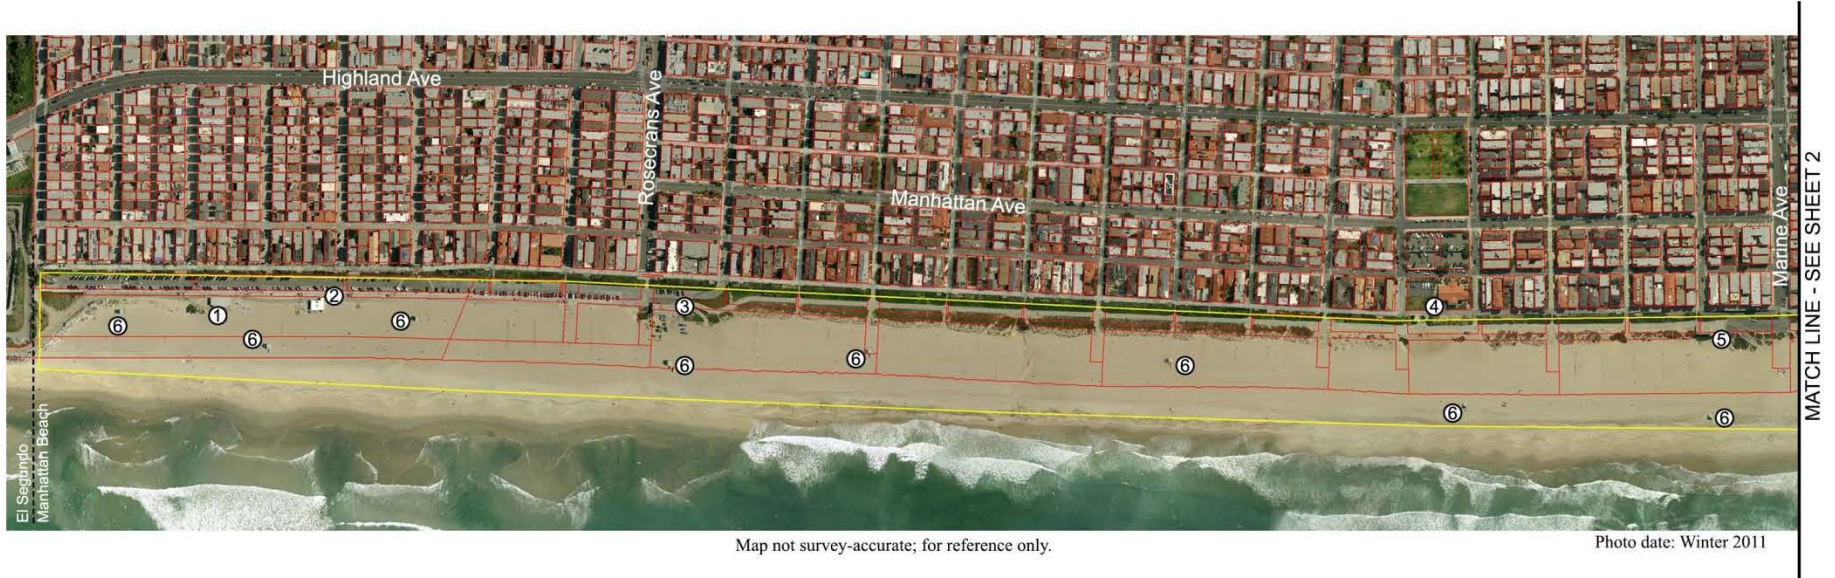 Highland Ave
Rosecrans Ave
Manhattan Ave
Marine Ave
MATCH LINE - SEE SHEET 2
1
2
3
4
5
6
6
6
6
6
6
6
6
El Segundo
Manhattan Beach
Map not survey-accurate; for reference only.
Photo date: Winter 2011